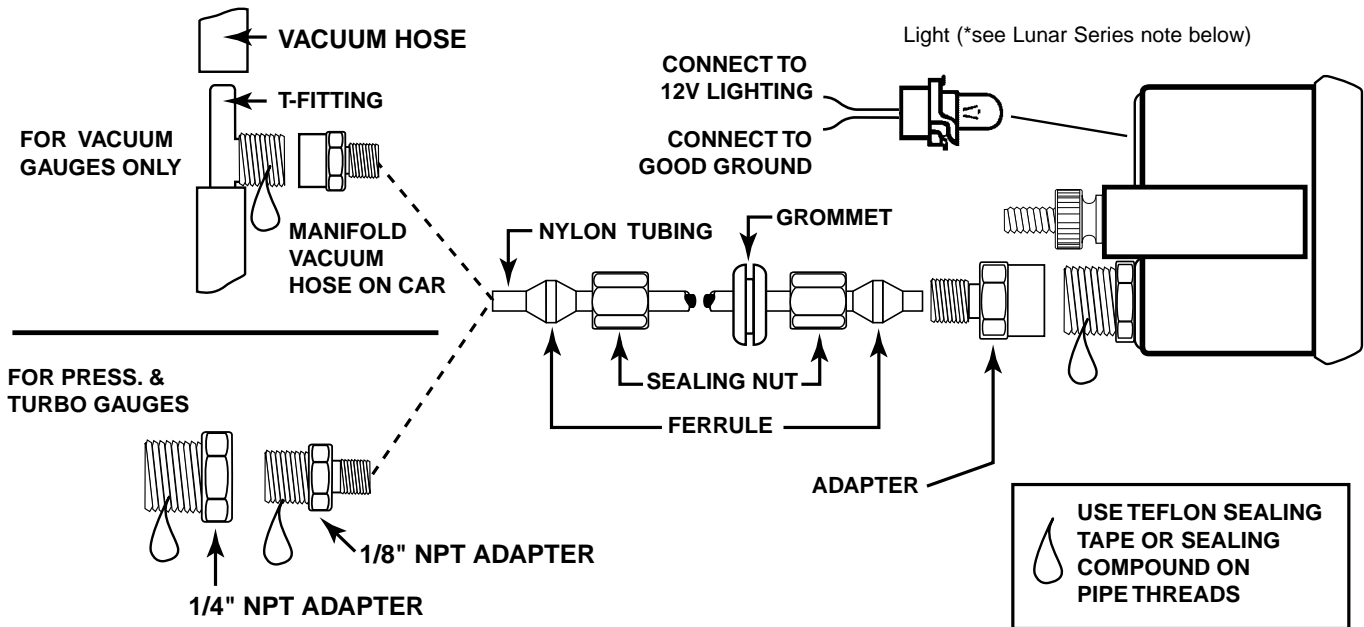 VACUUM HOSE
T-FITTING
FOR VACUUM
GAUGES ONLY
MANIFOLD
VACUUM
HOSE ON CAR
Light (*see Lunar Series note below)
CONNECT TO
12V LIGHTING
CONNECT TO
GOOD GROUND
NYLON TUBING
GROMMET
SEALING NUT
FERRULE
ADAPTER
FOR PRESS. &
TURBO GAUGES
1/8" NPT ADAPTER
1/4" NPT ADAPTER
USE TEFLON SEALING
TAPE OR SEALING
COMPOUND ON
PIPE THREADS